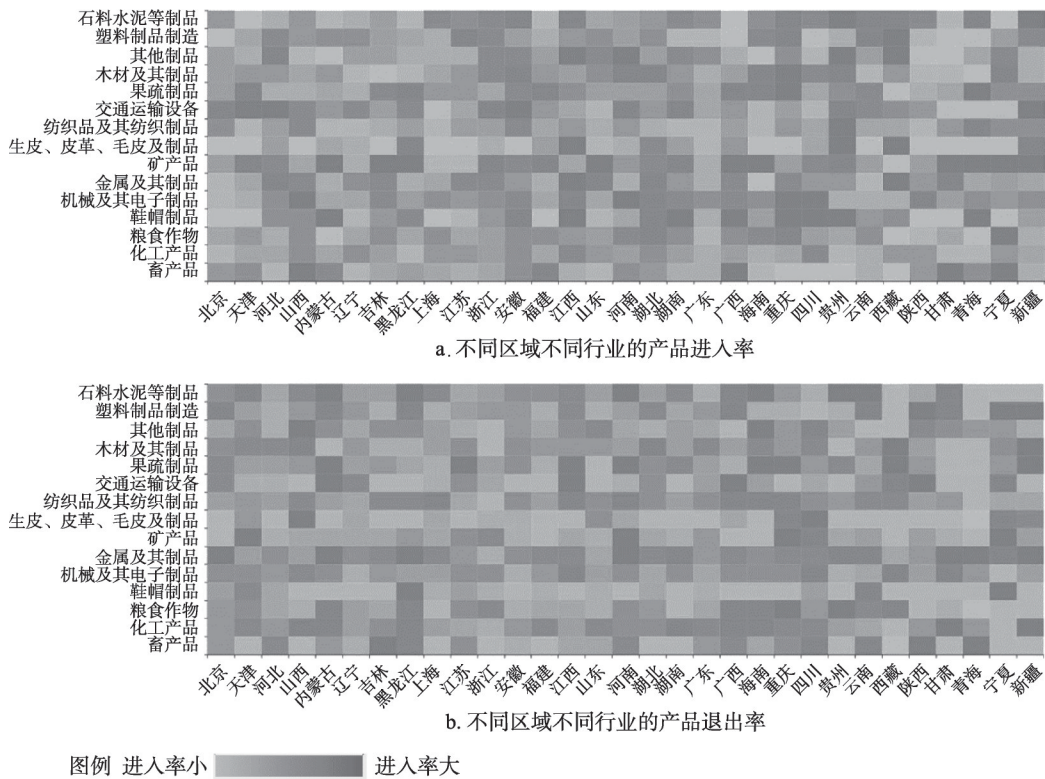 石料水泥等制品
塑料制品制造
其他制品
木材及其制品
果疏制品
交通运输设备
纺织品及其纺织制品
生皮、皮革、毛皮及制品
矿产品
金属及其制品
机械及其电子制品
鞋帽制品
粮食作物
化工产品
畜产品
北京 天津 河北 山西 内蒙古 辽宁 吉林 黑龙江 上海 江苏 浙江 安徽 福建 江西 山东 河南 湖北 湖南 广东 广西 海南 重庆 四川 贵州 云南 西藏 陕西 甘肃 青海 宁夏 新疆
a. 不同区域不同行业的产品进入率
石料水泥等制品
塑料制品制造
其他制品
木材及其制品
果疏制品
交通运输设备
纺织品及其纺织制品
生皮、皮革、毛皮及制品
矿产品
金属及其制品
机械及其电子制品
鞋帽制品
粮食作物
化工产品
畜产品
北京 天津 河北 山西 内蒙古 辽宁 吉林 黑龙江 上海 江苏 浙江 安徽 福建 江西 山东 河南 湖北 湖南 广东 广西 海南 重庆 四川 贵州 云南 西藏 陕西 甘肃 青海 宁夏 新疆
b. 不同区域不同行业的产品退出率
图例 进入率小 进入率大